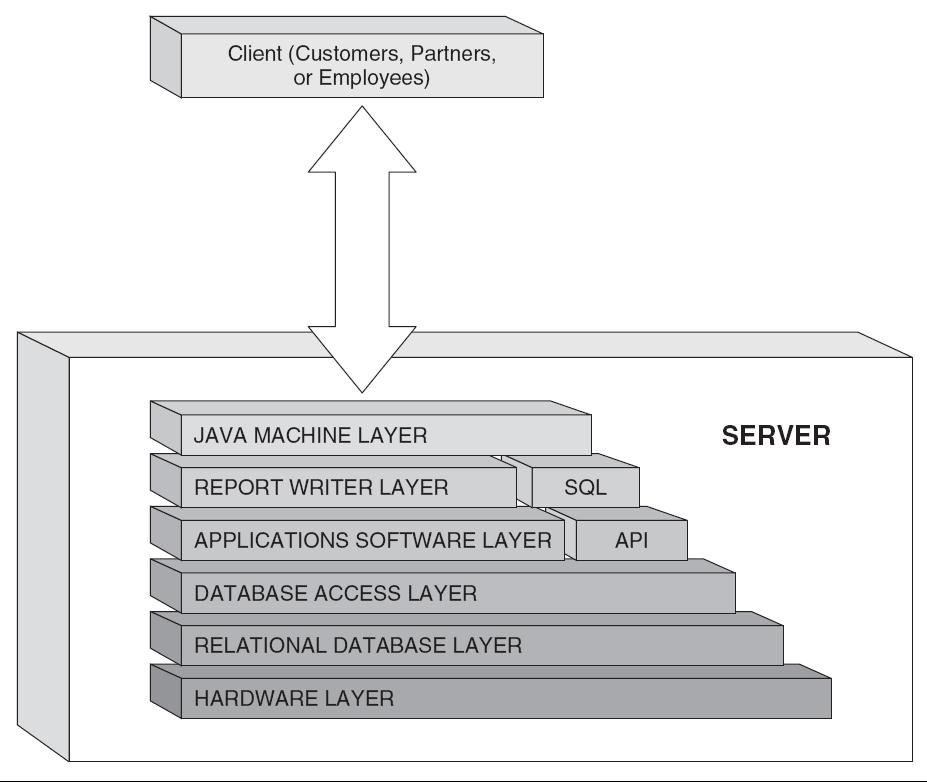 Client (Customers, Partners,
or Employees)
SERVER
JAVA MACHINE LAYER
REPORT WRITER LAYER
SQL
APPLICATIONS SOFTWARE LAYER
API
DATABASE ACCESS LAYER
RELATIONAL DATABASE LAYER
HARDWARE LAYER